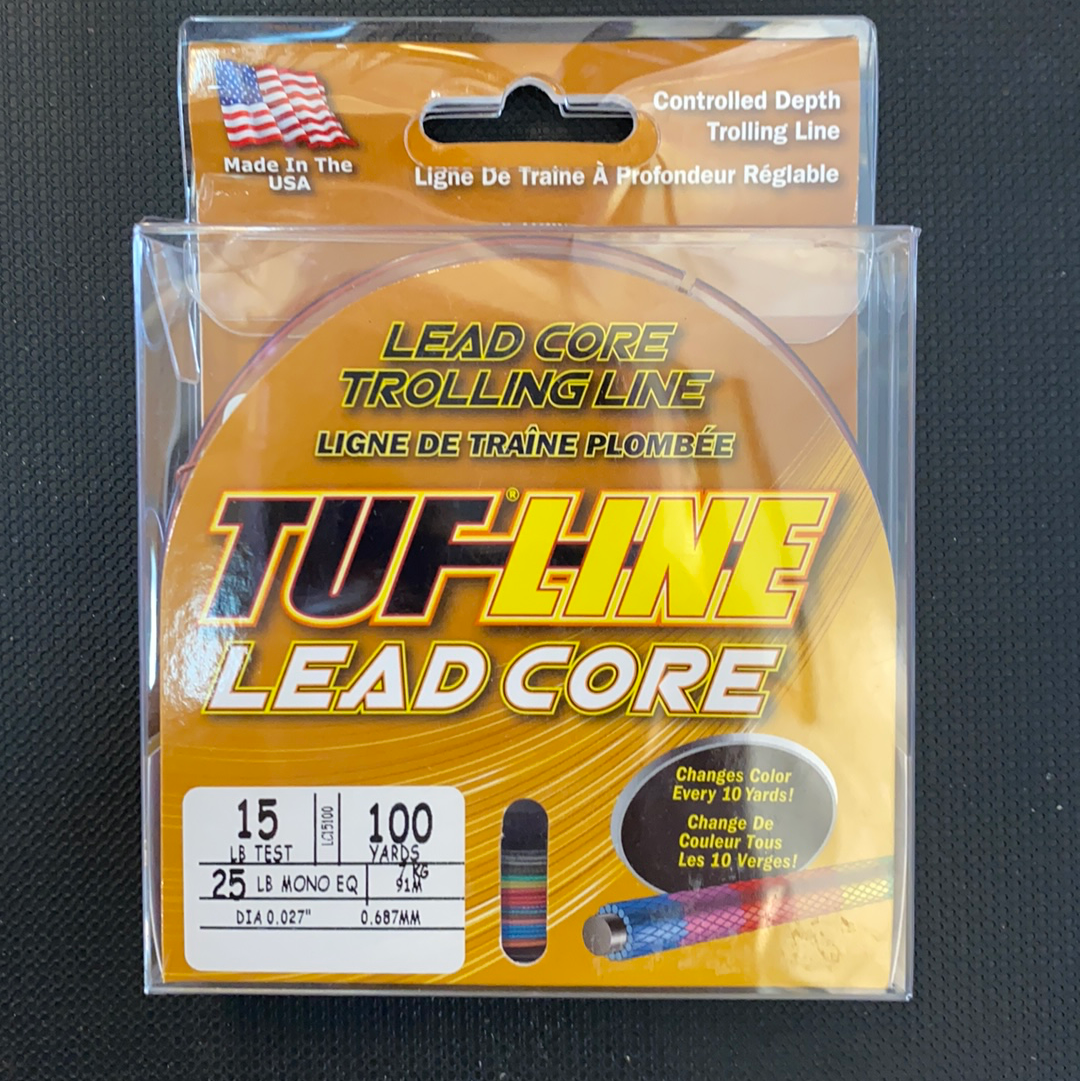 Made In The
USA
Controlled Depth
Trolling Line
Ligne De Traîne À Profondeur Réglable
LEAD CORE
TROLLING LINE
LIGNE DE TRAÎNE PLOMBÉE
TUF-LINE®
LEAD CORE
Changes Color
Every 10 Yards!
Change De
Couleur Tous
Les 10 Verges!
15
LB TEST
LC15100
100
YARDS
25 LB MONO EQ
7 KG
91M
DIA 0.027" 0.687MM